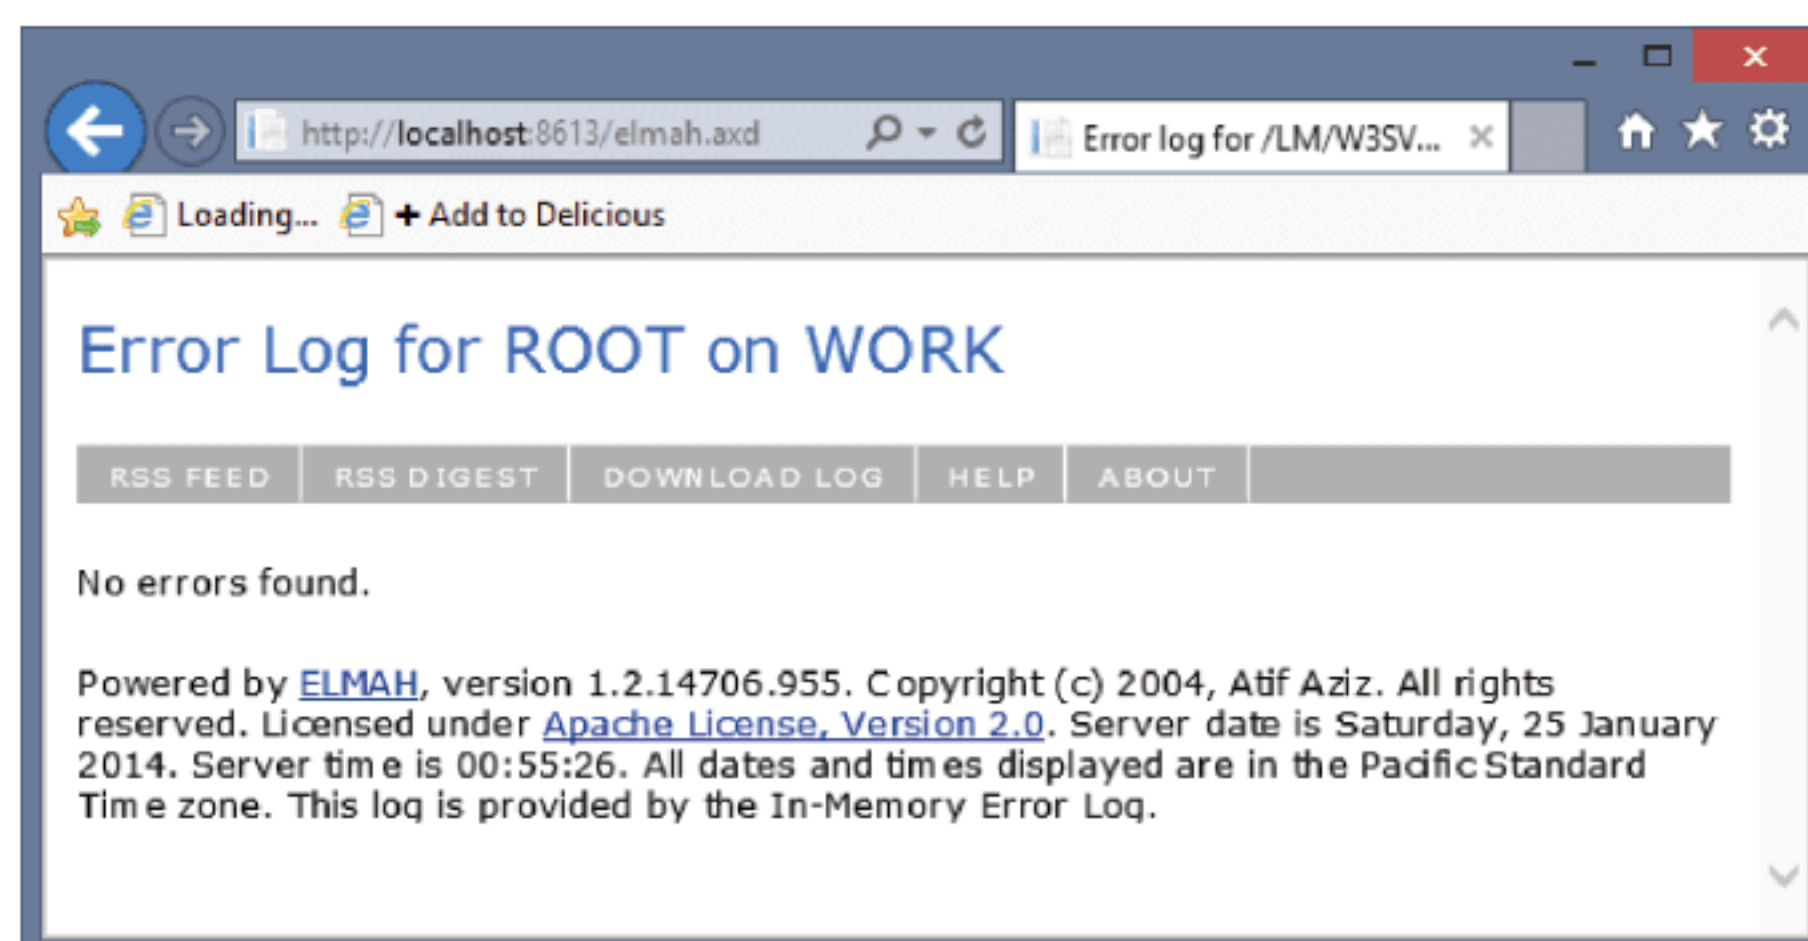 http://localhost:8613/elmah.axd
Error log for /LM/W3SV...
Loading...
+ Add to Delicious
Error Log for ROOT on WORK
RSS FEED RSS DIGEST DOWNLOAD LOG HELP ABOUT
No errors found.
Powered by ELMAH, version 1.2.14706.955. Copyright (c) 2004, Atif Aziz. All rights
reserved. Licensed under Apache License, Version 2.0. Server date is Saturday, 25 January
2014. Server time is 00:55:26. All dates and times displayed are in the Pacific Standard
Time zone. This log is provided by the In-Memory Error Log.